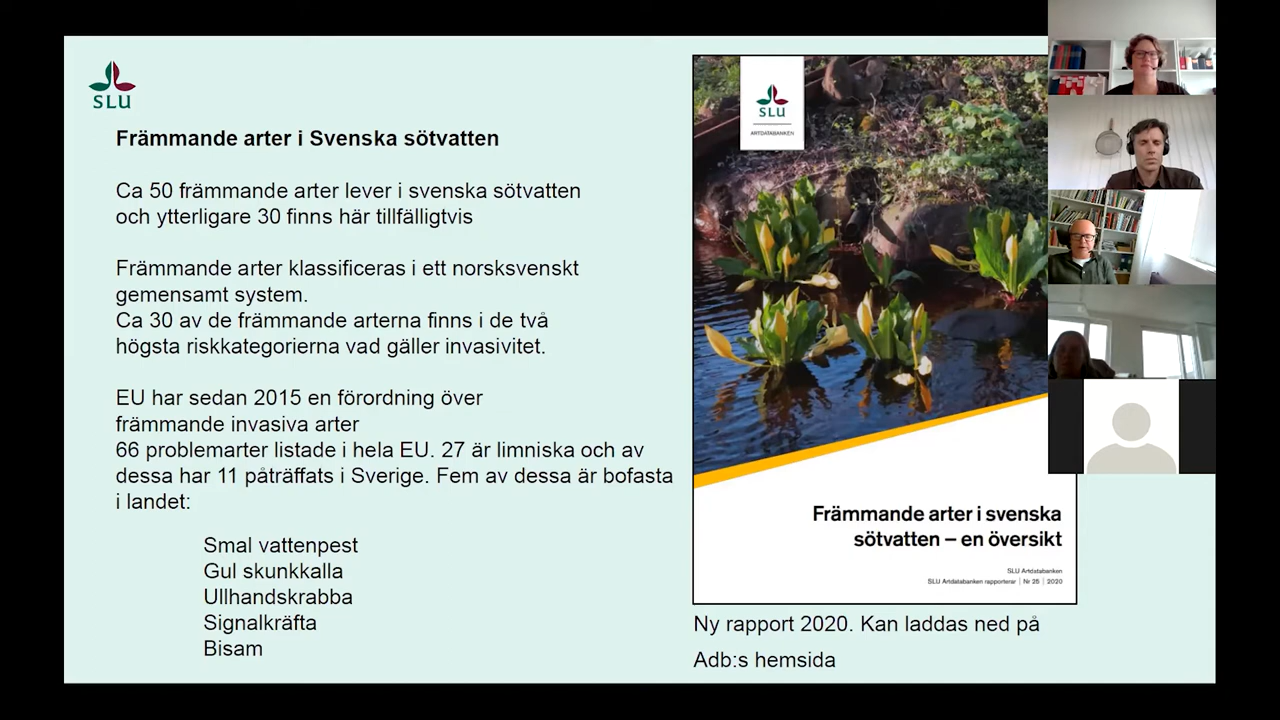 SLU
Främmande arter i Svenska sötvatten
Ca 50 främmande arter lever i svenska sötvatten
och ytterligare 30 finns här tillfälligtvis
Främmande arter klassificeras i ett norsksvenskt
gemensamt system.
Ca 30 av de främmande arterna finns i de två
högsta riskkategorierna vad gäller invasivitet.
EU har sedan 2015 en förordning över
främmande invasiva arter
66 problemarter listade i hela EU. 27 är limniska och av
dessa har 11 påträffats i Sverige. Fem av dessa är bofasta
i landet:
Smal vattenpest
Gul skunkkalla
Ullhandskrabba
Signalkräfta
Bisam
SLU
ARTDATABANKEN
Främmande arter i svenska
sötvatten – en översikt
SLU Artdatabanken
SLU Artdatabanken rapporterar | Nr 25 | 2020
Ny rapport 2020. Kan laddas ned på
Adb:s hemsida